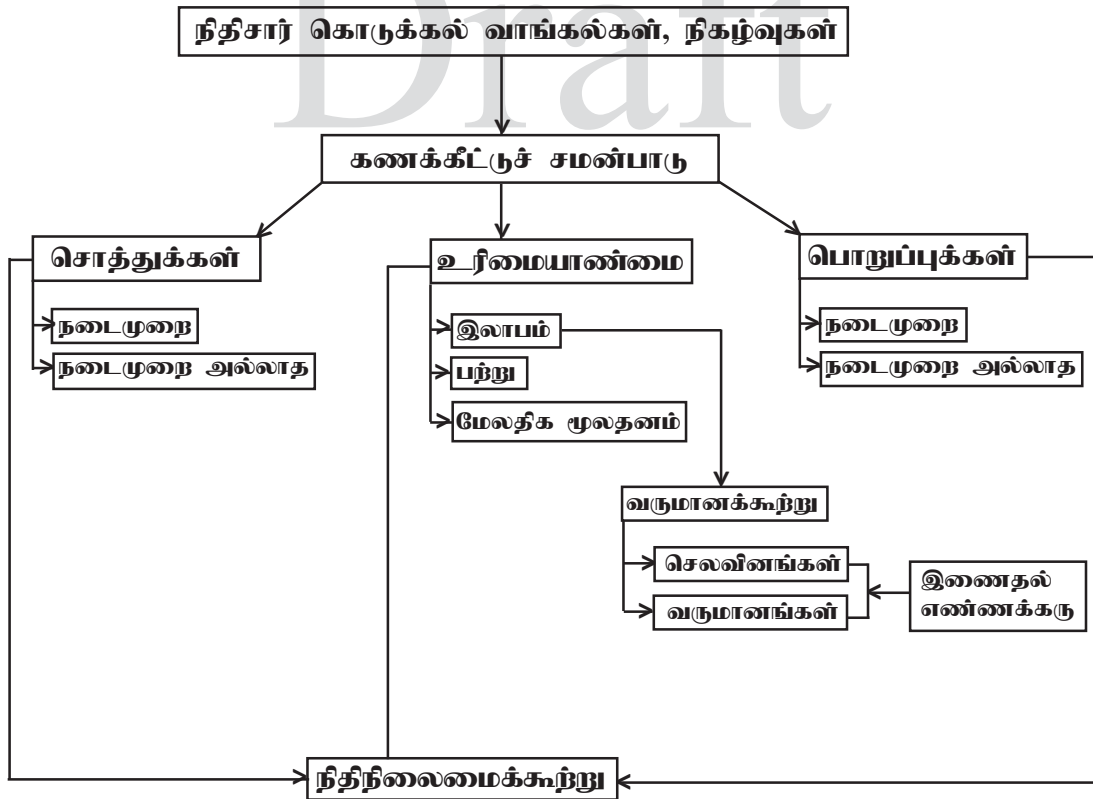 நிதிசார் கொடுக்கல் வாங்கல்கள், நிகழ்வுகள்
Draft
கணக்கீட்டுச் சமன்பாடு
சொத்துக்கள்
உரிமையாண்மை
பொறுப்புக்கள்
நடைமுறை
இலாபம்
நடைமுறை
நடைமுறை அல்லாத
பற்று
நடைமுறை அல்லாத
மேலதிக மூலதனம்
வருமானக்கூற்று
செலவினங்கள்
வருமானங்கள்
இணைதல்
எண்ணக்கரு
நிதிநிலைமைக்கூற்று